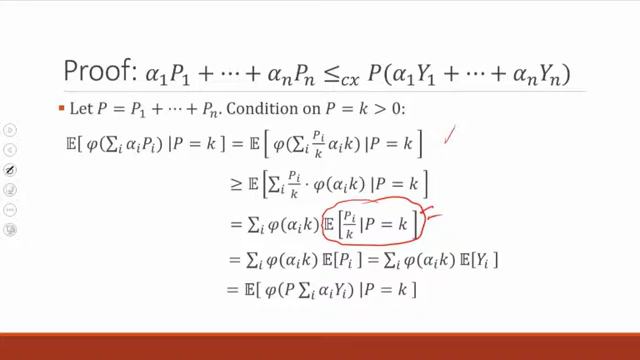 Proof: α₁P₁ + ⋯ + αₙPₙ ≤cx P(α₁Y₁ + ⋯ + αₙYₙ)
▪ Let P = P₁ + ⋯ + Pₙ. Condition on P = k > 0:
𝔼[ φ(∑ᵢ αᵢPᵢ) |P = k ] = 𝔼[ φ(∑ᵢ Pᵢ/k αᵢk) |P = k ]
≥ 𝔼[ ∑ᵢ Pᵢ/k · φ(αᵢk) |P = k ]
= ∑ᵢ φ(αᵢk) 𝔼[ Pᵢ/k |P = k ]
= ∑ᵢ φ(αᵢk) 𝔼[Pᵢ] = ∑ᵢ φ(αᵢk) 𝔼[Yᵢ]
= 𝔼[ φ(P ∑ᵢ αᵢYᵢ) |P = k ]